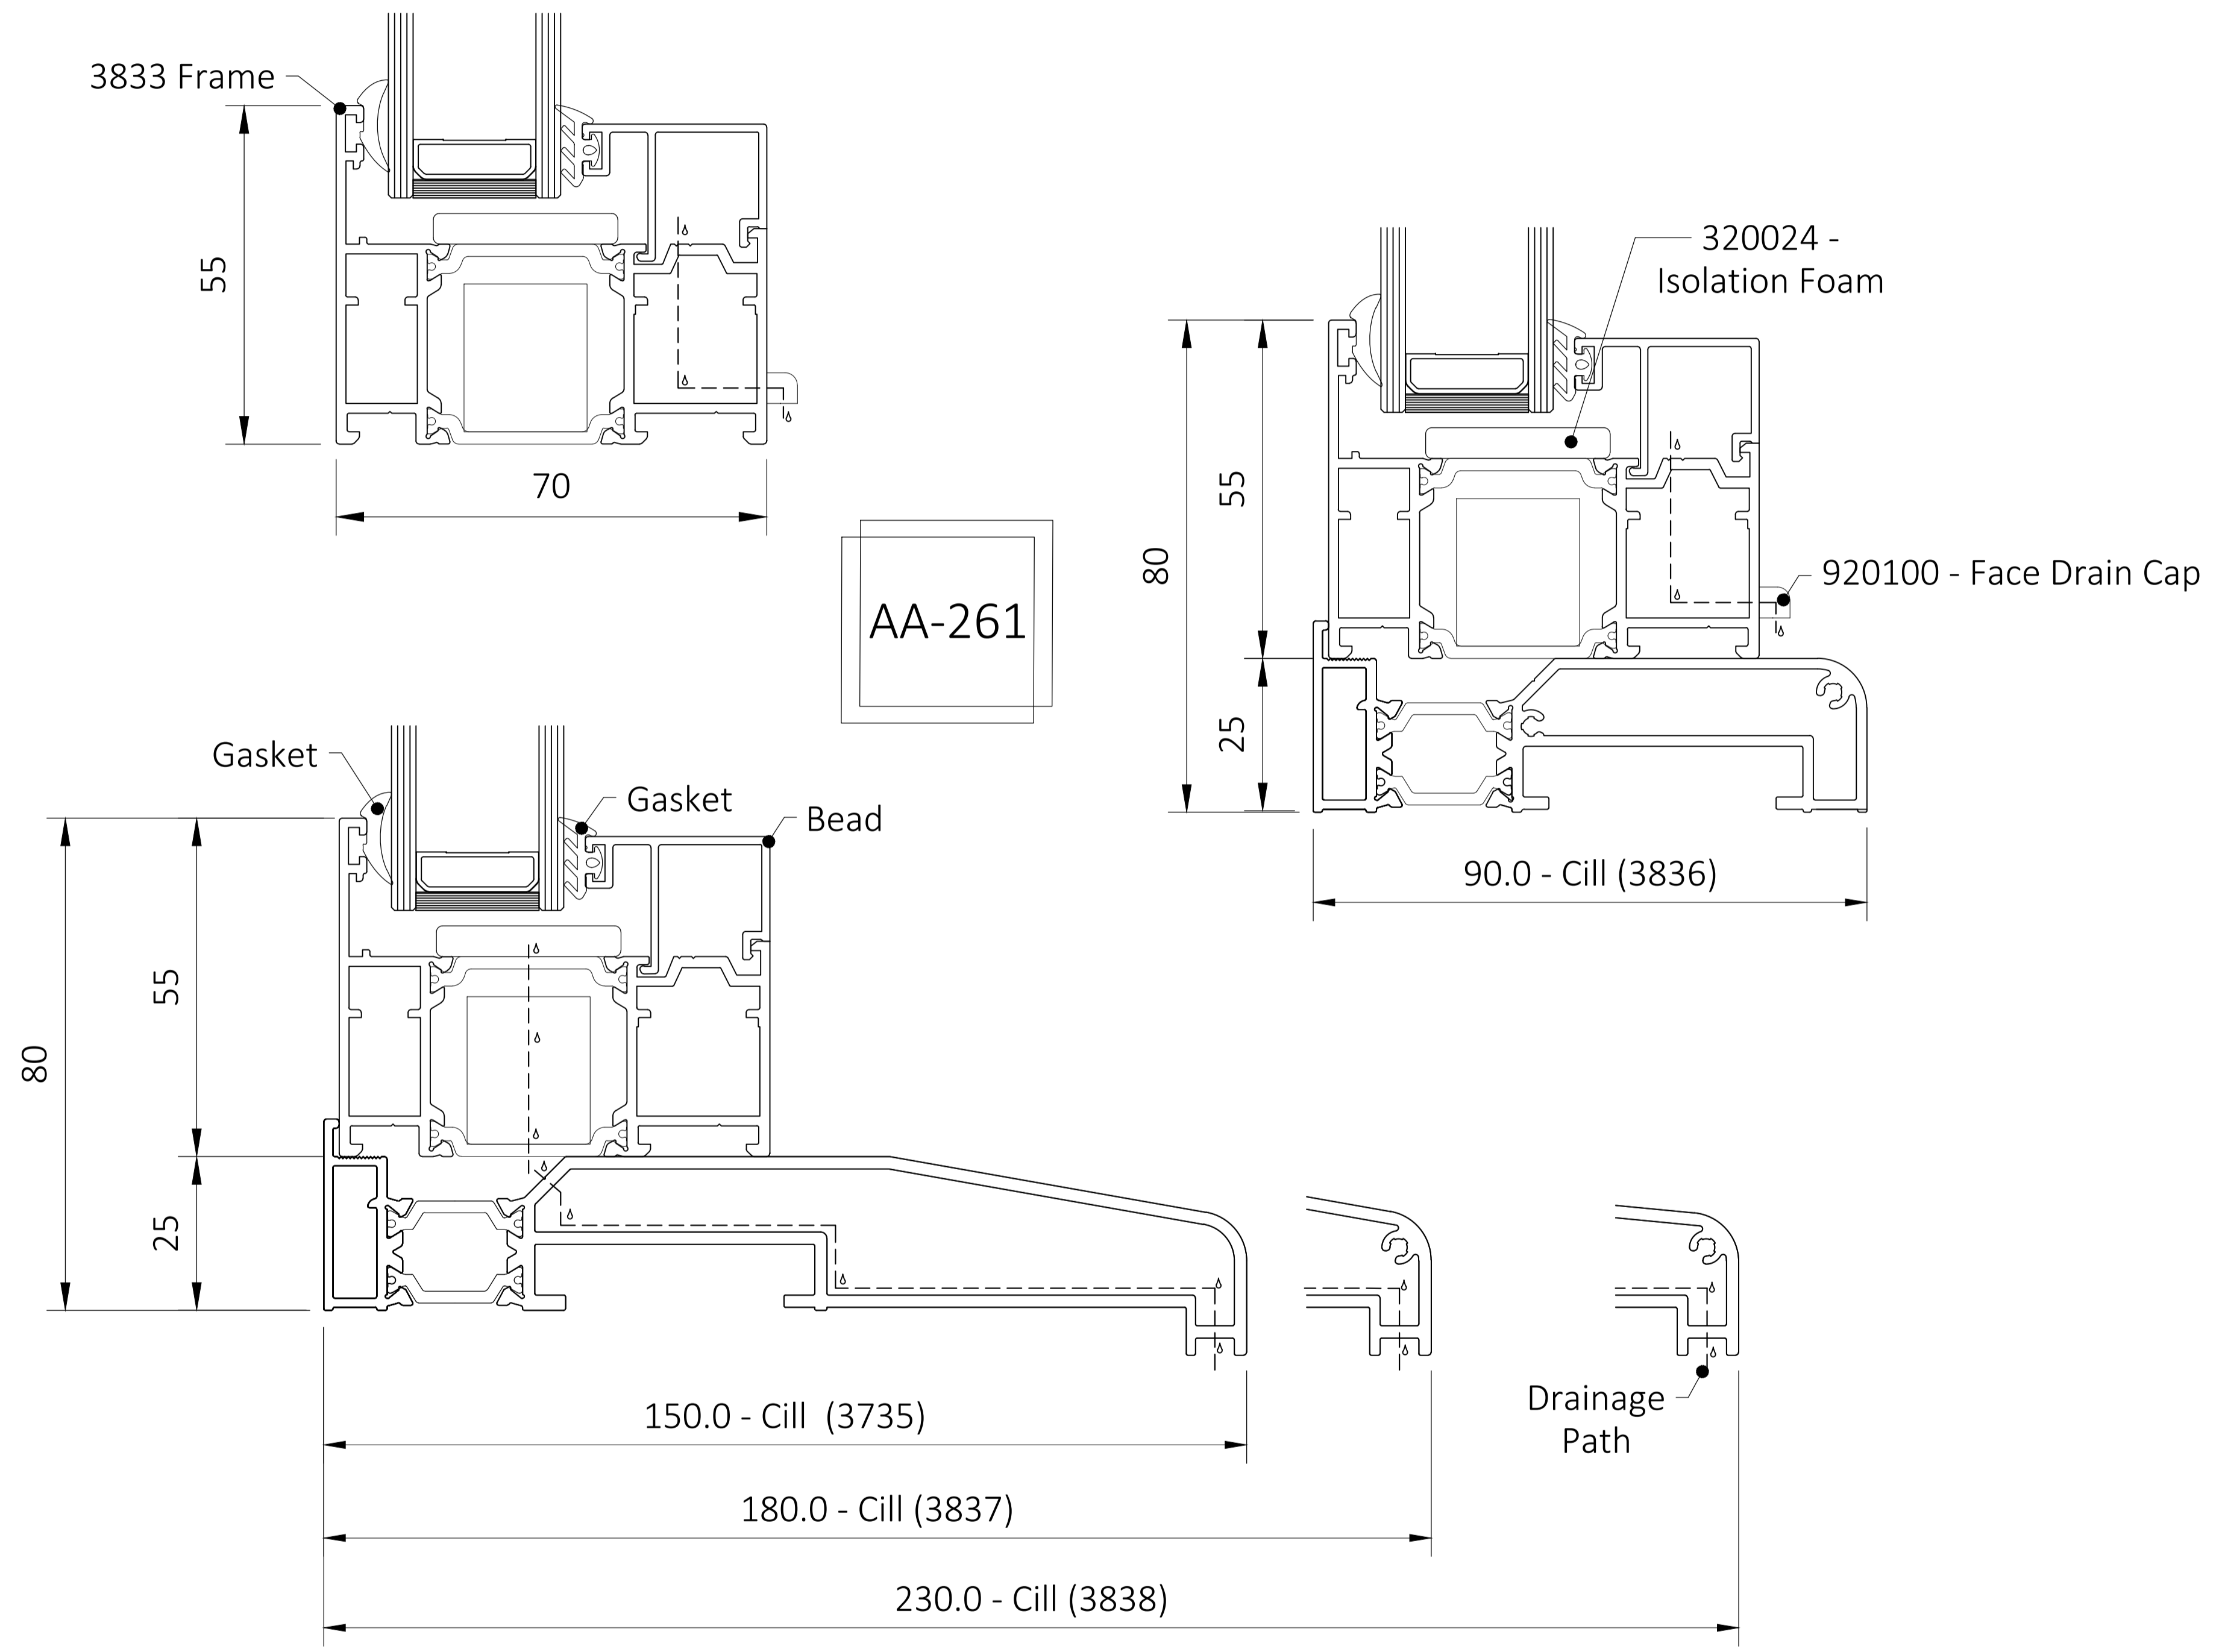 3833 Frame
55
70
320024 -
Isolation Foam
55
80
920100 - Face Drain Cap
25
90.0 - Cill (3836)
AA-261
Gasket
Gasket
Bead
55
80
25
Drainage
Path
150.0 - Cill (3735)
180.0 - Cill (3837)
230.0 - Cill (3838)